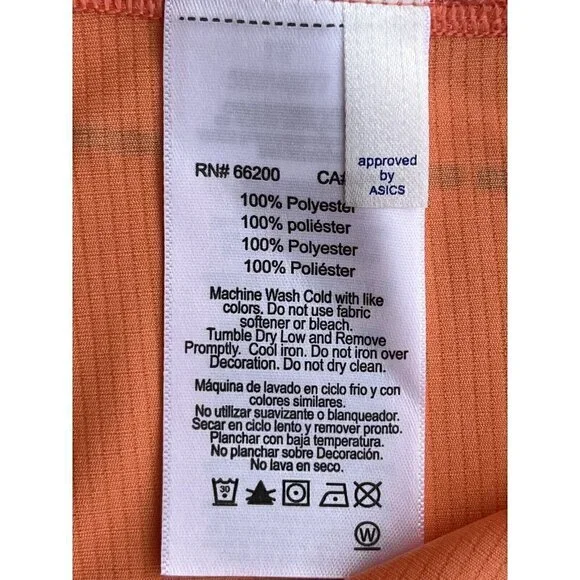 RN# 66200 CA#
approved
by
ASICS
100% Polyester
100% poliéster
100% Polyester
100% Poliéster
Machine Wash Cold with like
colors. Do not use fabric
softener or bleach.
Tumble Dry Low and Remove
Promptly. Cool iron. Do not iron over
Decoration. Do not dry clean.
Máquina de lavado en ciclo frio y con
colores similares.
No utilizar suavizante o blanqueador.
Secar en ciclo lento y remover pronto.
Planchar con bajá temperatura.
No planchar sobre Decoración.
No lava en seco.
30
W